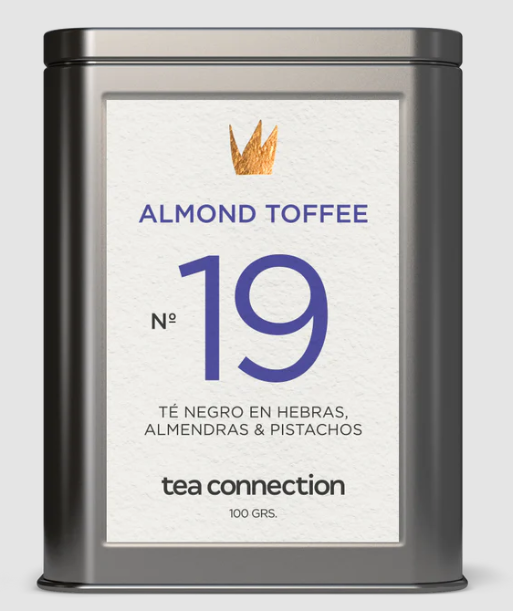 ALMOND TOFFEE
Nº 19
TÉ NEGRO EN HEBRAS,
ALMENDRAS & PISTACHOS
tea connection
100 GRS.